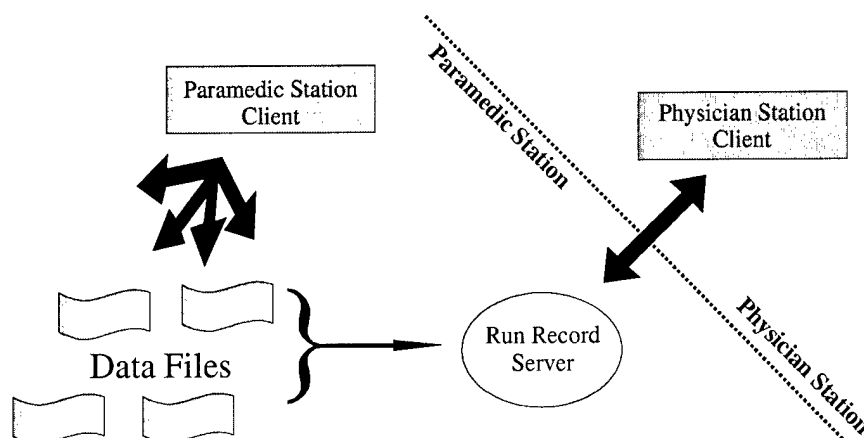 Paramedic Station
Client
Paramedic Station
Physician Station
Client
Data Files
Run Record
Server
Physician Station